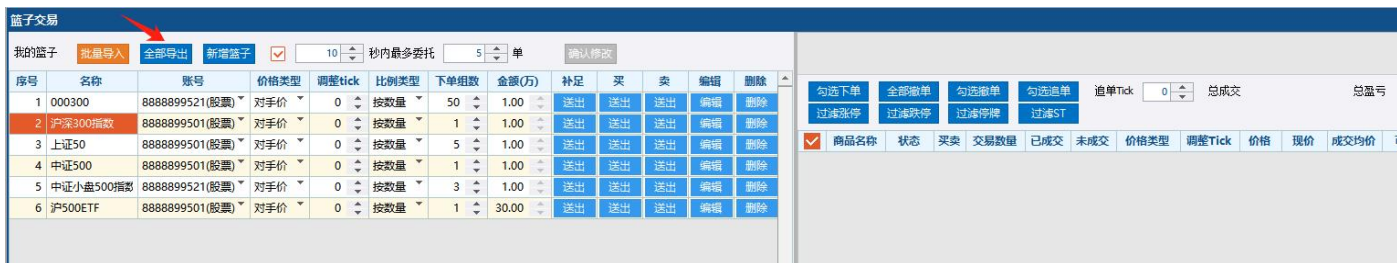 篮子交易
我的篮子 批量导入 全部导出 新增篮子 10 秒内最多委托 5 单 确认修改
序号 名称 账号 价格类型 调整tick 比例类型 下单组数 金额(万) 补足 买 卖 编辑 删除
1 000300 8888899521(股票) 对手价 0 按数量 50 1.00 送出 送出 送出 编辑 删除
2 沪深300指数 8888899501(股票) 对手价 0 按数量 1 1.00 送出 送出 送出 编辑 删除
3 上证50 8888899501(股票) 对手价 0 按数量 5 1.00 送出 送出 送出 编辑 删除
4 中证500 8888899501(股票) 对手价 0 按数量 1 1.00 送出 送出 送出 编辑 删除
5 中证小盘500指数 8888899521(股票) 对手价 0 按数量 3 1.00 送出 送出 送出 编辑 删除
6 沪500ETF 8888899501(股票) 对手价 0 按数量 1 30.00 送出 送出 送出 编辑 删除
勾选下单 全部撤单 勾选撤单 勾选追单 追单Tick 0 总成交 总盈亏
过滤涨停 过滤跌停 过滤停牌 过滤ST
商品名称 状态 买卖 交易数量 已成交 未成交 价格类型 调整Tick 价格 现价 成交均价